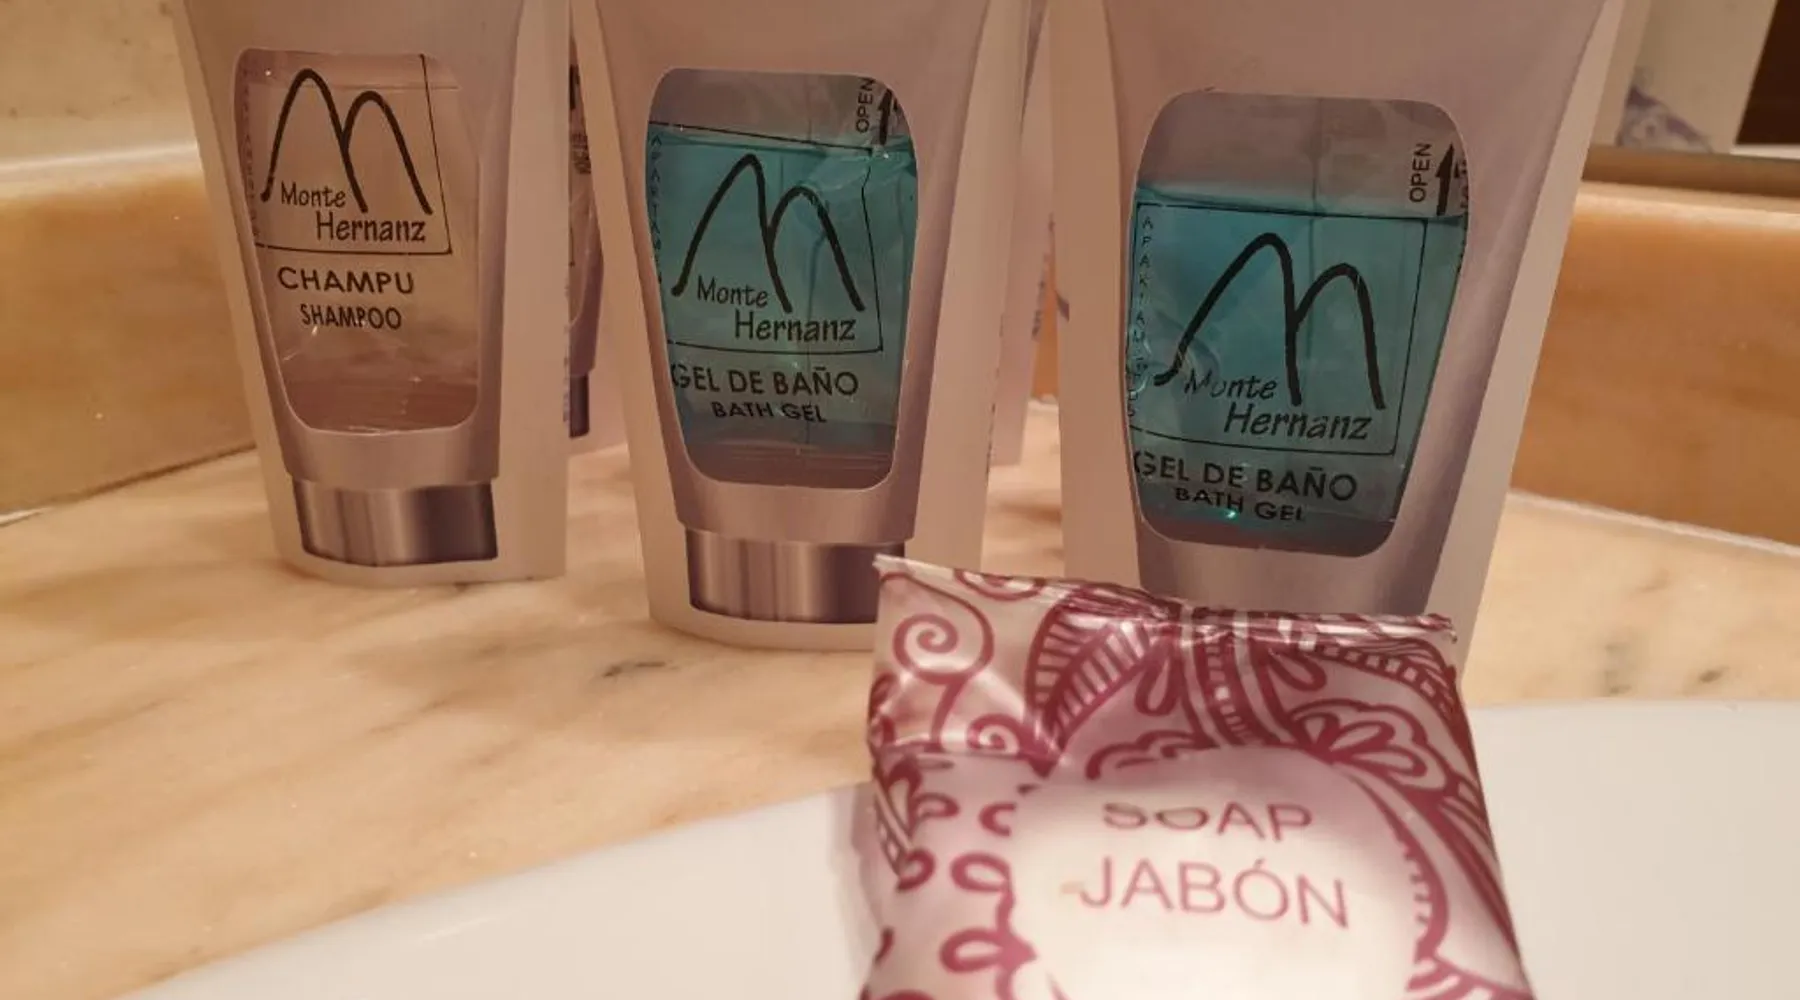 Monte
Hernanz
CHAMPU
SHAMPOO
OPEN
APARTAM
Monte
Hernanz
GEL DE BAÑO
BATH GEL
OPEN
Monte
Hernanz
GEL DE BAÑO
BATH GEL
SOAP
JABÓN